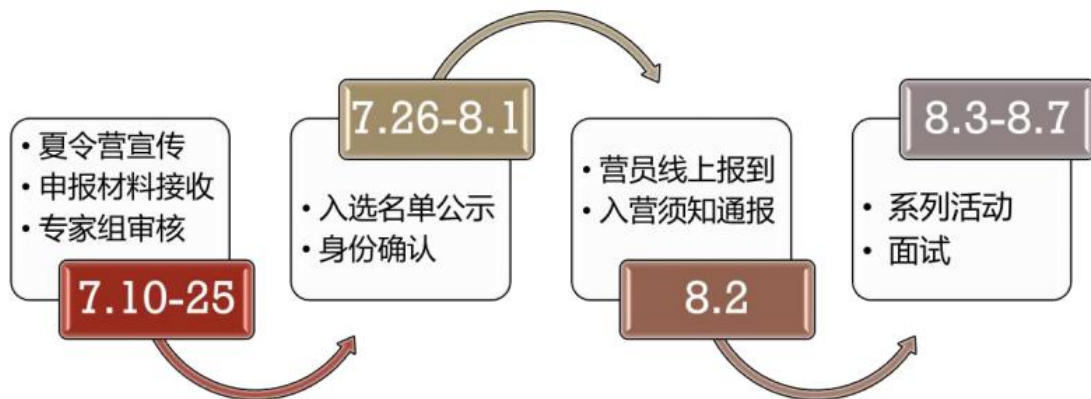 • 夏令营宣传
• 申报材料接收
• 专家组审核
7.10-25
7.26-8.1
• 入选名单公示
• 身份确认
• 营员线上报到
• 入营须知通报
8.2
8.3-8.7
• 系列活动
• 面试